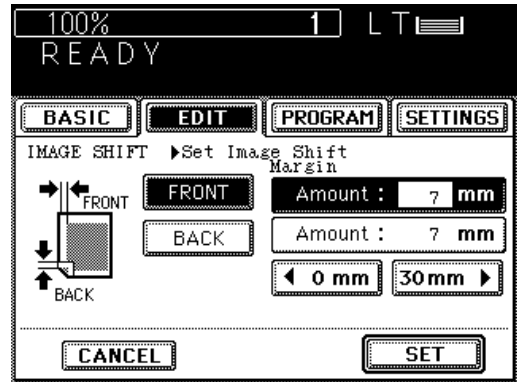 100% 1 LT
READY
BASIC EDIT PROGRAM SETTINGS
IMAGE SHIFT ▶Set Image Shift
Margin
FRONT FRONT Amount : 7 mm
BACK Amount : 7 mm
◀ 0 mm 30mm ▶
BACK
CANCEL SET